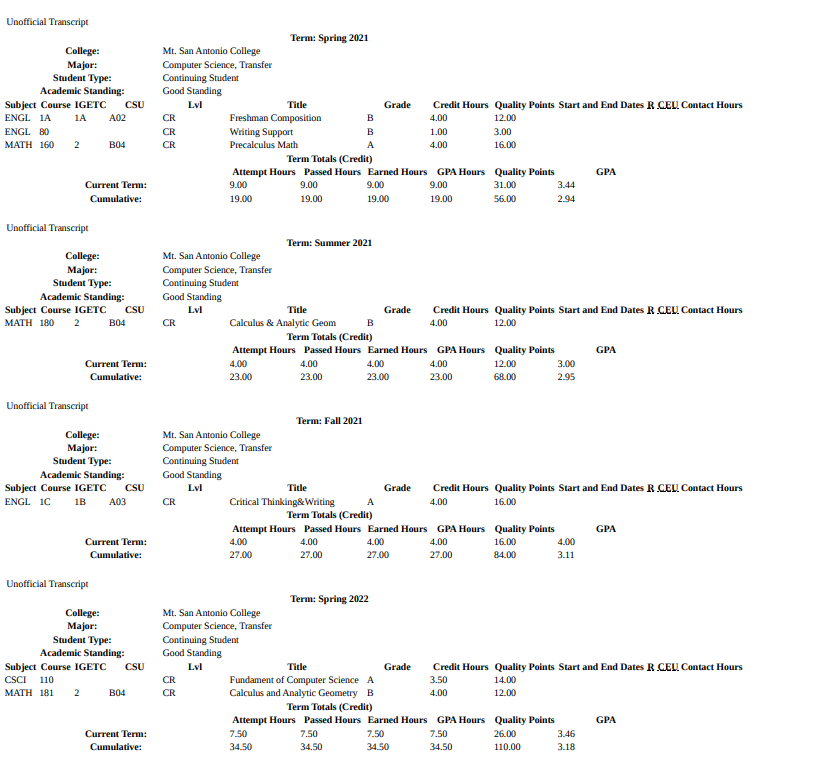 Unofficial Transcript
Term: Spring 2021
College: Mt. San Antonio College
Major: Computer Science, Transfer
Student Type: Continuing Student
Academic Standing: Good Standing
Subject Course IGETC CSU Lvl Title Grade Credit Hours Quality Points Start and End Dates R CEU Contact Hours
ENGL 1A 1A A02 CR Freshman Composition B 4.00 12.00
ENGL 80 CR Writing Support B 1.00 3.00
MATH 160 2 B04 CR Precalculus Math A 4.00 16.00
Term Totals (Credit)
Attempt Hours Passed Hours Earned Hours GPA Hours Quality Points GPA
Current Term: 9.00 9.00 9.00 9.00 31.00 3.44
Cumulative: 19.00 19.00 19.00 19.00 56.00 2.94
Unofficial Transcript
Term: Summer 2021
College: Mt. San Antonio College
Major: Computer Science, Transfer
Student Type: Continuing Student
Academic Standing: Good Standing
Subject Course IGETC CSU Lvl Title Grade Credit Hours Quality Points Start and End Dates R CEU Contact Hours
MATH 180 2 B04 CR Calculus & Analytic Geom B 4.00 12.00
Term Totals (Credit)
Attempt Hours Passed Hours Earned Hours GPA Hours Quality Points GPA
Current Term: 4.00 4.00 4.00 4.00 12.00 3.00
Cumulative: 23.00 23.00 23.00 23.00 68.00 2.95
Unofficial Transcript
Term: Fall 2021
College: Mt. San Antonio College
Major: Computer Science, Transfer
Student Type: Continuing Student
Academic Standing: Good Standing
Subject Course IGETC CSU Lvl Title Grade Credit Hours Quality Points Start and End Dates R CEU Contact Hours
ENGL 1C 1B A03 CR Critical Thinking&Writing A 4.00 16.00
Term Totals (Credit)
Attempt Hours Passed Hours Earned Hours GPA Hours Quality Points GPA
Current Term: 4.00 4.00 4.00 4.00 16.00 4.00
Cumulative: 27.00 27.00 27.00 27.00 84.00 3.11
Unofficial Transcript
Term: Spring 2022
College: Mt. San Antonio College
Major: Computer Science, Transfer
Student Type: Continuing Student
Academic Standing: Good Standing
Subject Course IGETC CSU Lvl Title Grade Credit Hours Quality Points Start and End Dates R CEU Contact Hours
CSCI 110 CR Fundament of Computer Science A 3.50 14.00
MATH 181 2 B04 CR Calculus and Analytic Geometry B 4.00 12.00
Term Totals (Credit)
Attempt Hours Passed Hours Earned Hours GPA Hours Quality Points GPA
Current Term: 7.50 7.50 7.50 7.50 26.00 3.46
Cumulative: 34.50 34.50 34.50 34.50 110.00 3.18